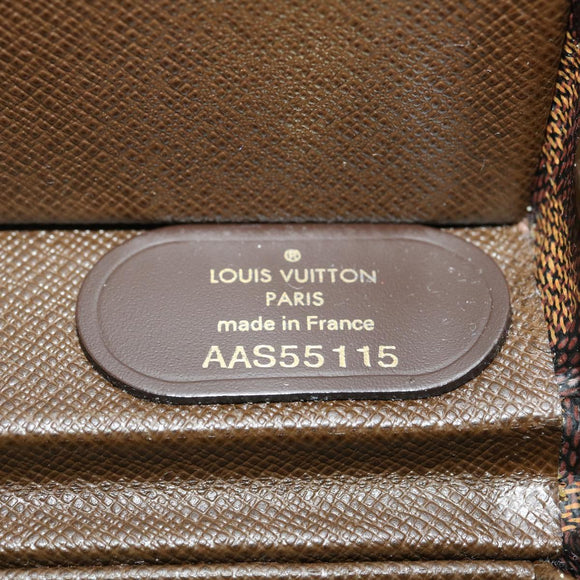 ®
LOUIS VUITTON
PARIS
made in France
AAS55115